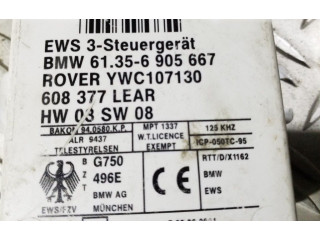 EWS 3-Steuergerät
BMW 61.35-6 905 667
ROVER YWC107130
608 377 LEAR
HW 03 SW 08
BAKOM 94.0580.K.P.
ALR 9437
TELESTYRELSEN
MPT 1337
W.T LICENCE
EXEMPT
125 KHZ
ICP-050TC-95
EWS/FZV
B G750
496E
BMW AG
MÜNCHEN
RTT/D/X1162
BMW
EWS